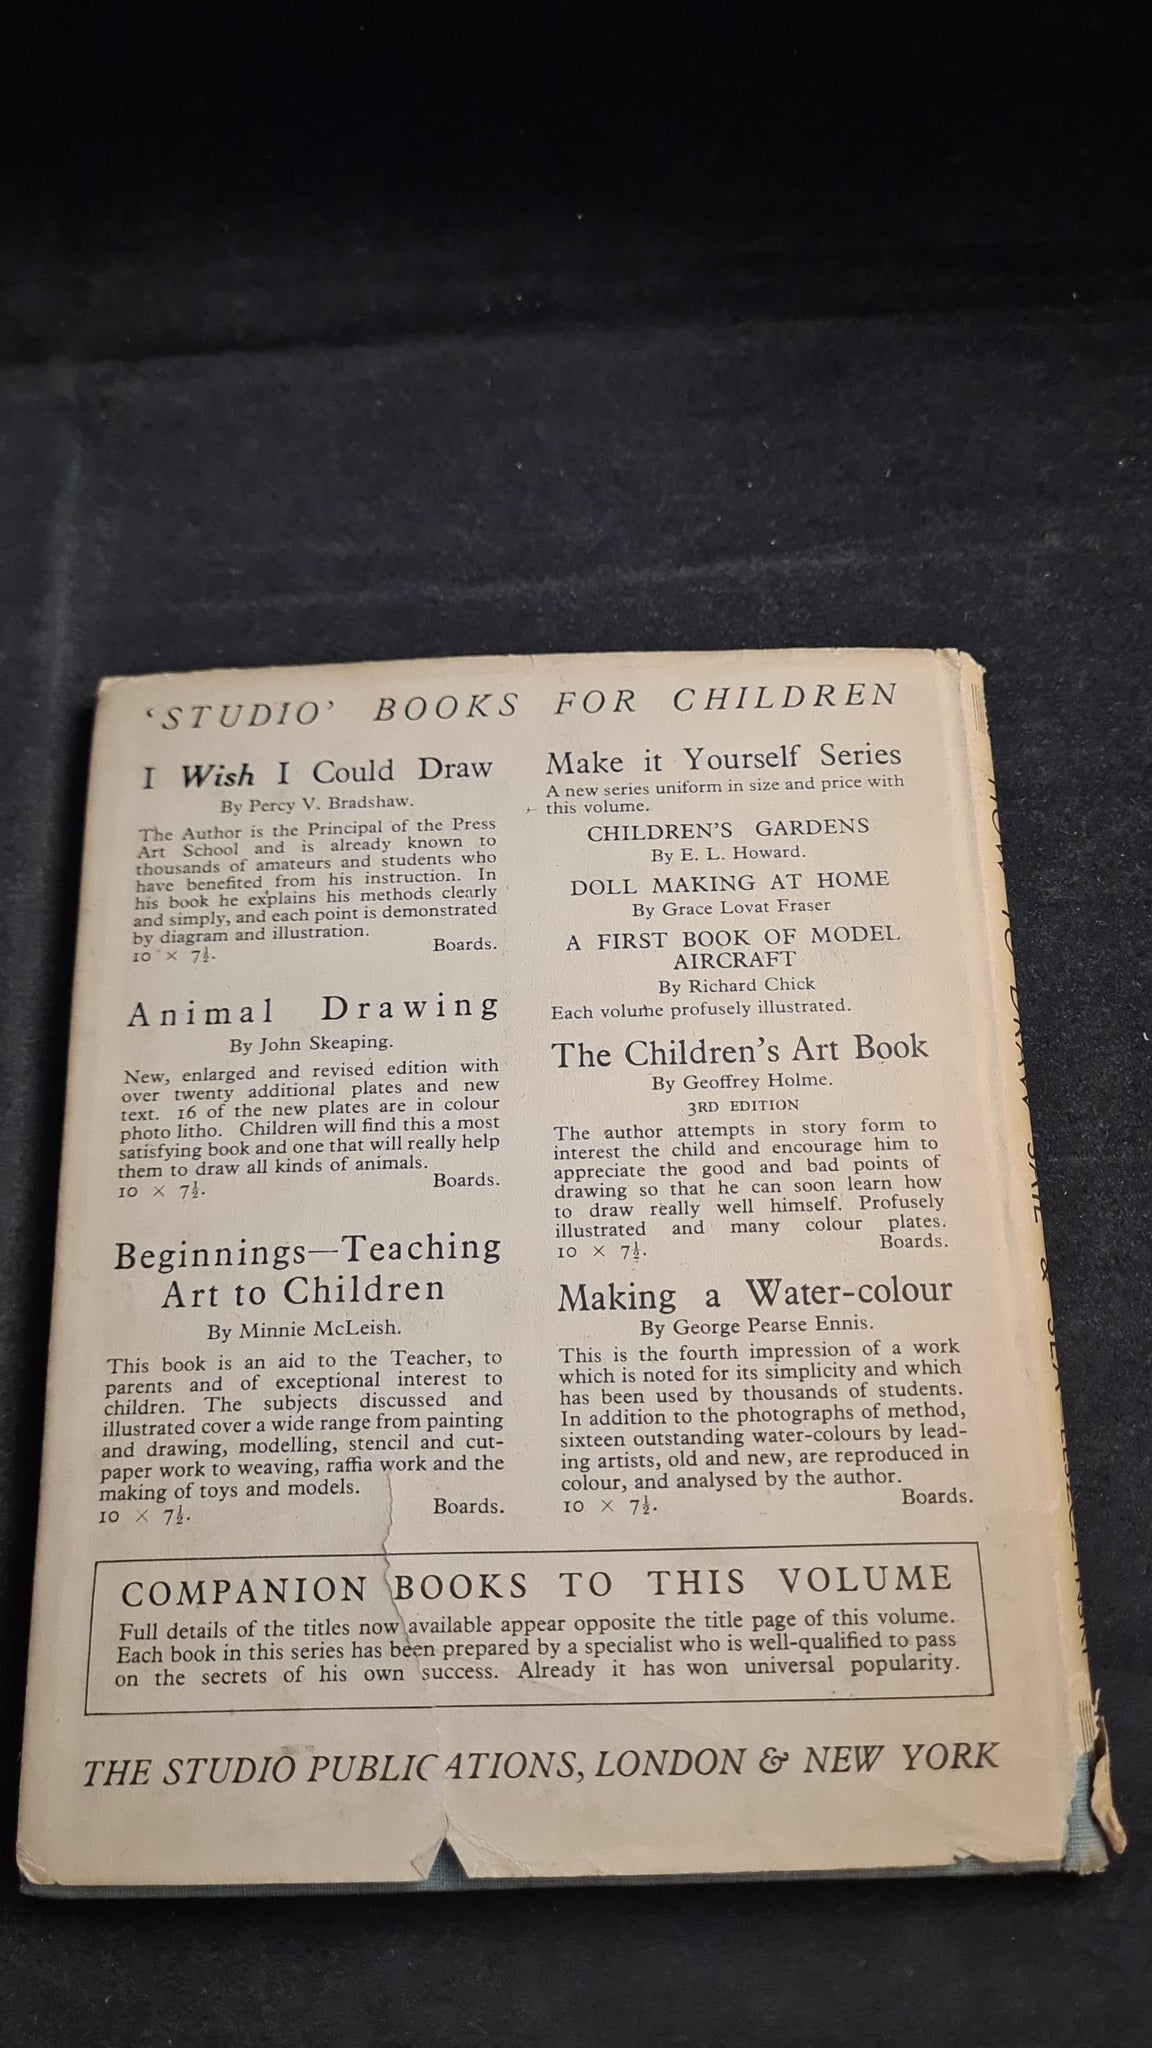 ‘STUDIO’ BOOKS FOR CHILDREN
I Wish I Could Draw
By Percy V. Bradshaw.
The Author is the Principal of the Press
Art School and is already known to
thousands of amateurs and students who
have benefited from his instruction. In
his book he explains his methods clearly
and simply, and each point is demonstrated
by diagram and illustration.
10 × 7½. Boards.
Animal Drawing
By John Skeaping.
New, enlarged and revised edition with
over twenty additional plates and new
text. 16 of the new plates are in colour
photo litho. Children will find this a most
satisfying book and one that will really help
them to draw all kinds of animals.
10 × 7½. Boards.
Beginnings—Teaching
Art to Children
By Minnie McLeish.
This book is an aid to the Teacher, to
parents and of exceptional interest to
children. The subjects discussed and
illustrated cover a wide range from painting
and drawing, modelling, stencil and cut-
paper work to weaving, raffia work and the
making of toys and models.
10 × 7½. Boards.
Make it Yourself Series
A new series uniform in size and price with
this volume.
CHILDREN’S GARDENS
By E. L. Howard.
DOLL MAKING AT HOME
By Grace Lovat Fraser
A FIRST BOOK OF MODEL
AIRCRAFT
By Richard Chick
Each volume profusely illustrated.
The Children’s Art Book
By Geoffrey Holme.
3RD EDITION
The author attempts in story form to
interest the child and encourage him to
appreciate the good and bad points of
drawing so that he can soon learn how
to draw really well himself. Profusely
illustrated and many colour plates.
10 × 7½. Boards.
Making a Water-colour
By George Pearse Ennis.
This is the fourth impression of a work
which is noted for its simplicity and which
has been used by thousands of students.
In addition to the photographs of method,
sixteen outstanding water-colours by lead-
ing artists, old and new, are reproduced in
colour, and analysed by the author.
10 × 7½. Boards.
COMPANION BOOKS TO THIS VOLUME
Full details of the titles now available appear opposite the title page of this volume.
Each book in this series has been prepared by a specialist who is well-qualified to pass
on the secrets of his own success. Already it has won universal popularity.
THE STUDIO PUBLICATIONS, LONDON & NEW YORK
HOW TO DRAW SAIL & SEA